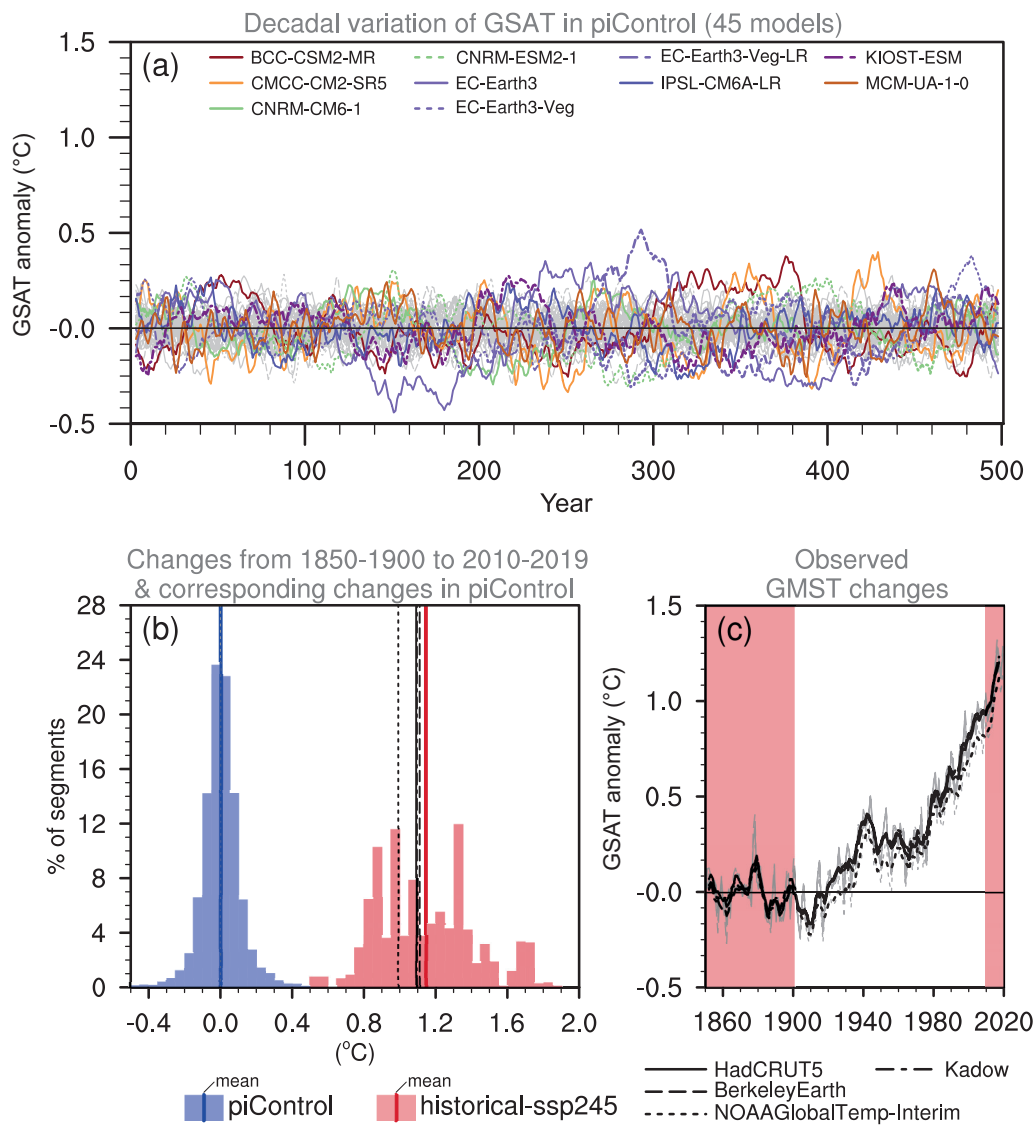 Decadal variation of GSAT in piControl (45 models)
(a)
BCC-CSM2-MR
CMCC-CM2-SR5
CNRM-CM6-1
CNRM-ESM2-1
EC-Earth3
EC-Earth3-Veg
EC-Earth3-Veg-LR
IPSL-CM6A-LR
KIOST-ESM
MCM-UA-1-0
GSAT anomaly (°C)
1.5
1.0
0.5
-0.0
-0.5
0 100 200 300 400 500
Year
Changes from 1850-1900 to 2010-2019
& corresponding changes in piControl
(b)
% of segments
28
24
20
16
12
8
4
0
-0.4 0.0 0.4 0.8 1.2 1.6 2.0
(°C)
mean
piControl
mean
historical-ssp245
Observed
GMST changes
(c)
GSAT anomaly (°C)
1.5
1.0
0.5
-0.0
-0.5
1860 1900 1940 1980 2020
HadCRUT5
Kadow
BerkeleyEarth
NOAAGlobalTemp-Interim